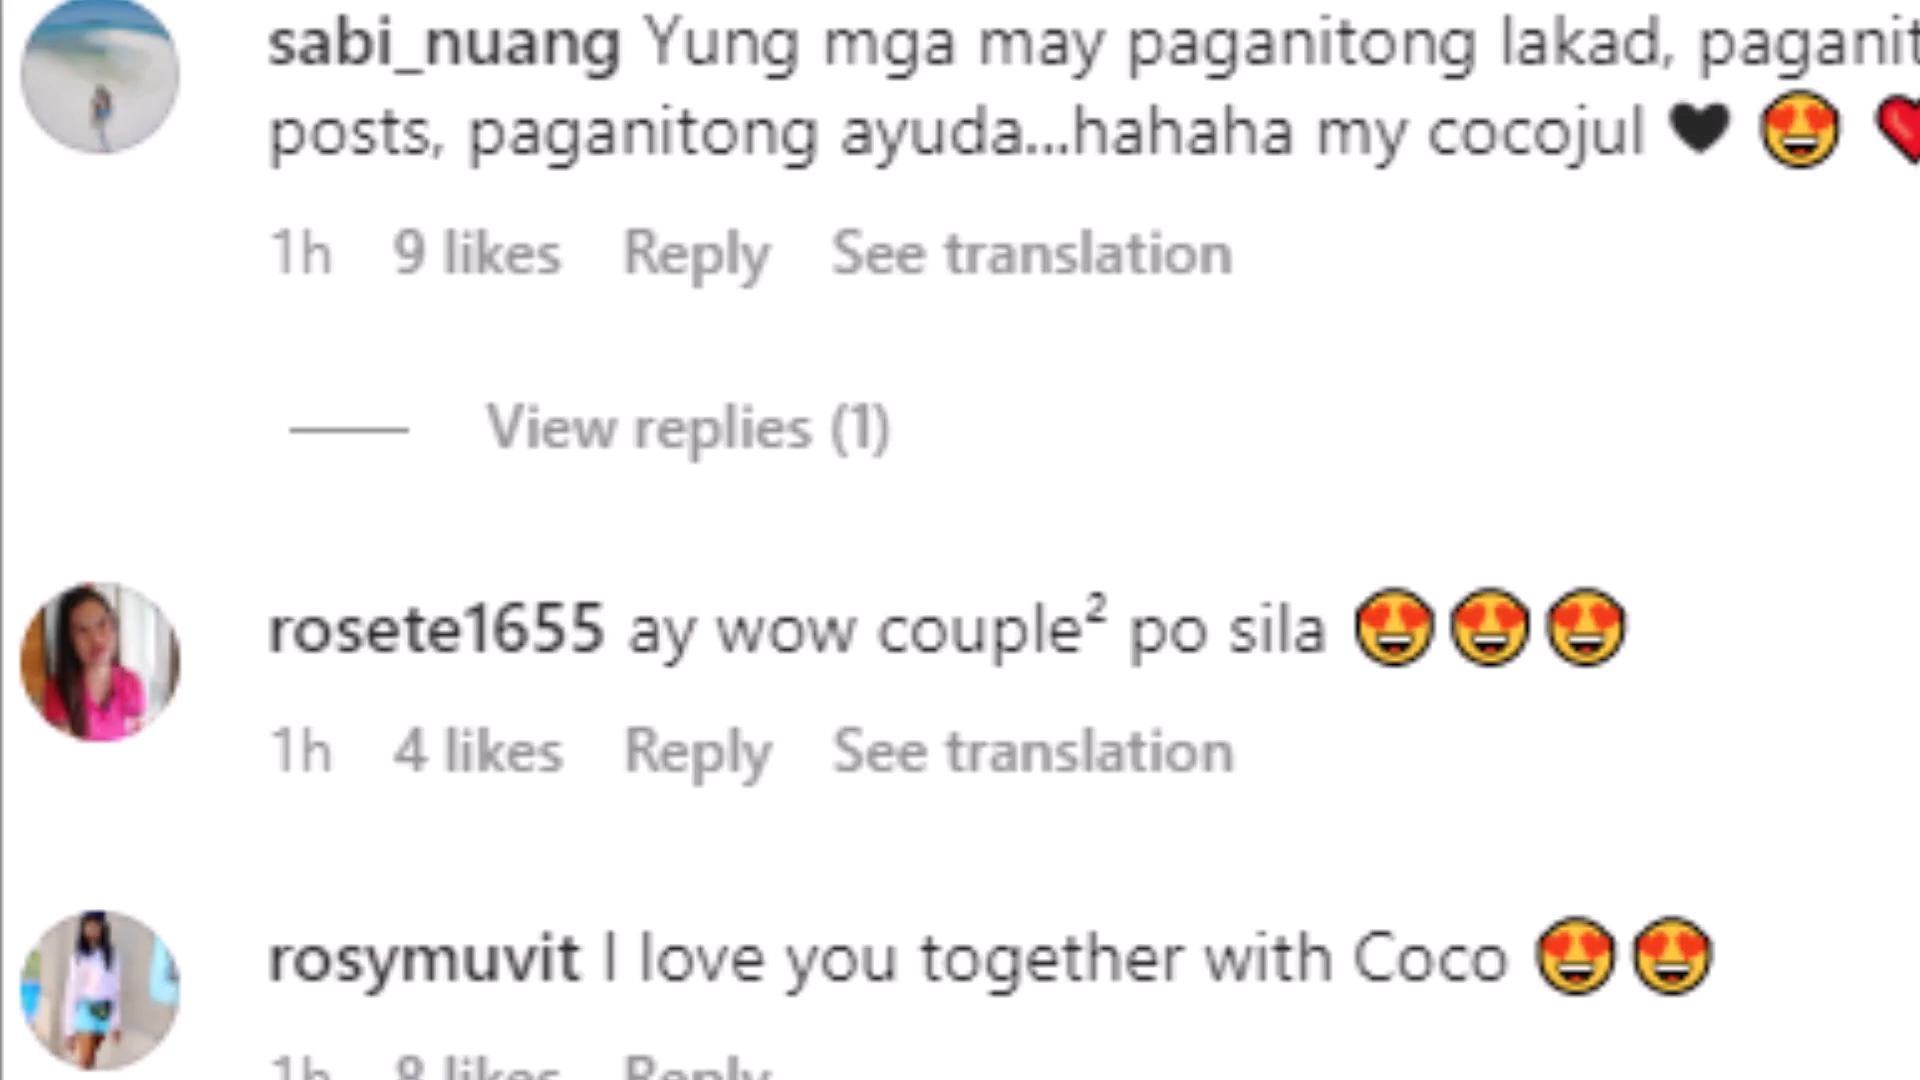 sabi_nuang Yung mga may paganitong lakad, paganit
posts, paganitong ayuda...hahaha my cocojul 🖤 😍 ❤
1h 9 likes Reply See translation
View replies (1)
rosete1655 ay wow couple² po sila 😍😍😍
1h 4 likes Reply See translation
rosymuvit I love you together with Coco 😍😍
1h 8 likes Reply